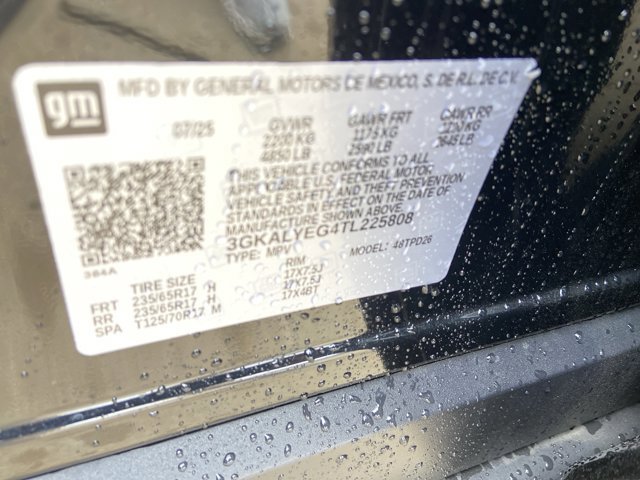 gm
MFD BY GENERAL MOTORS DE MEXICO, S. DE R.L. DE C.V.
07/25 GVWR GAWR FRT GAWR RR
2200 KG 1175 KG
4850 LB 2590 LB 2645 LB
THIS VEHICLE CONFORMS TO ALL
APPLICABLE U.S. FEDERAL MOTOR
VEHICLE SAFETY AND THEFT PREVENTION
STANDARDS IN EFFECT ON THE DATE OF
MANUFACTURE SHOWN ABOVE.
3GKALYEG4TL225808
TYPE: MPV MODEL: 48TPD26
384A
TIRE SIZE RIM
FRT 235/65R17 H 17X7.5J
RR 235/65R17 H 17X7.5J
SPA T125/70R17 M 17X4BT